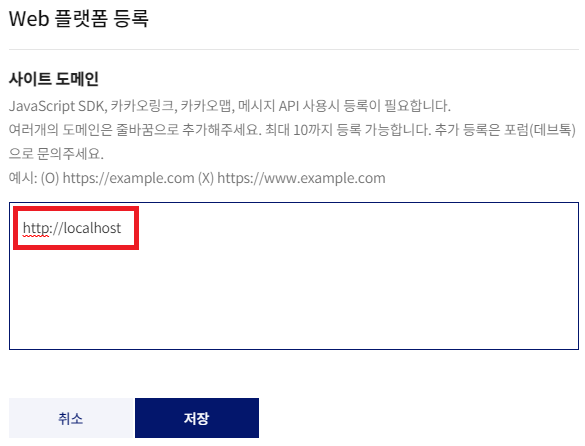 Web 플랫폼 등록
사이트 도메인
JavaScript SDK, 카카오링크, 카카오맵, 메시지 API 사용시 등록이 필요합니다.
여러개의 도메인은 줄바꿈으로 추가해주세요. 최대 10까지 등록 가능합니다. 추가 등록은 포럼(데브톡)
으로 문의주세요.
예시: (O) https://example.com (X) https://www.example.com
http://localhost
취소
저장